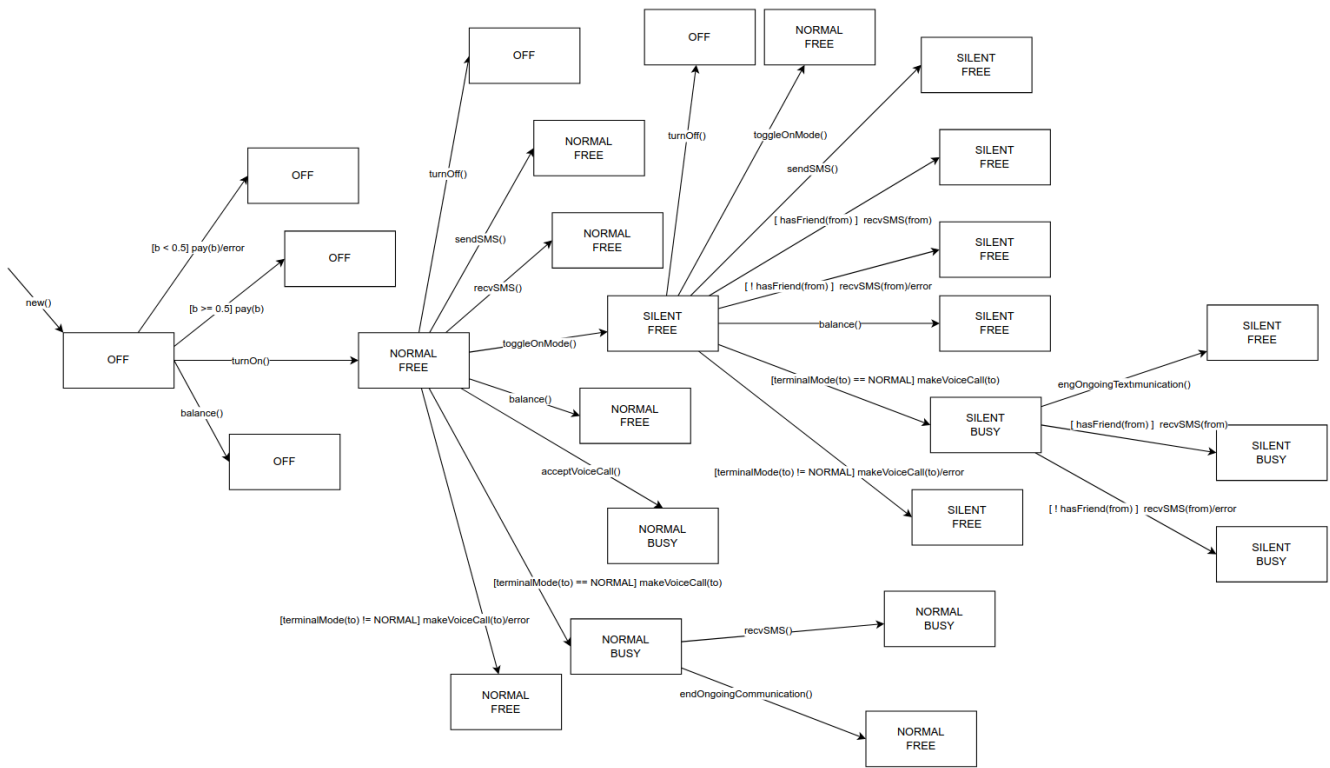 OFF
NORMAL
FREE
SILENT
FREE
OFF
turnOff()
toggleOnMode()
NORMAL
FREE
SILENT
FREE
OFF
turnOff()
sendSMS()
[b < 0.5] pay(b)/error
sendSMS()
NORMAL
FREE
[ hasFriend(from) ]  recvSMS(from)
SILENT
FREE
OFF
new()
[b >= 0.5] pay(b)
recvSMS()
[ ! hasFriend(from) ]  recvSMS(from)/error
SILENT
FREE
SILENT
FREE
balance()
SILENT
FREE
SILENT
FREE
OFF
turnOn()
NORMAL
FREE
toggleOnMode()
[terminalMode(to) == NORMAL] makeVoiceCall(to)
engOngoingTextmunication()
balance()
balance()
NORMAL
FREE
SILENT
BUSY
[ hasFriend(from) ]  recvSMS(from)
SILENT
BUSY
OFF
acceptVoiceCall()
[terminalMode(to) != NORMAL] makeVoiceCall(to)/error
SILENT
FREE
[ ! hasFriend(from) ]  recvSMS(from)/error
NORMAL
BUSY
SILENT
BUSY
[terminalMode(to) == NORMAL] makeVoiceCall(to)
[terminalMode(to) != NORMAL] makeVoiceCall(to)/error
NORMAL
BUSY
recvSMS()
NORMAL
BUSY
NORMAL
FREE
endOngoingCommunication()
NORMAL
FREE